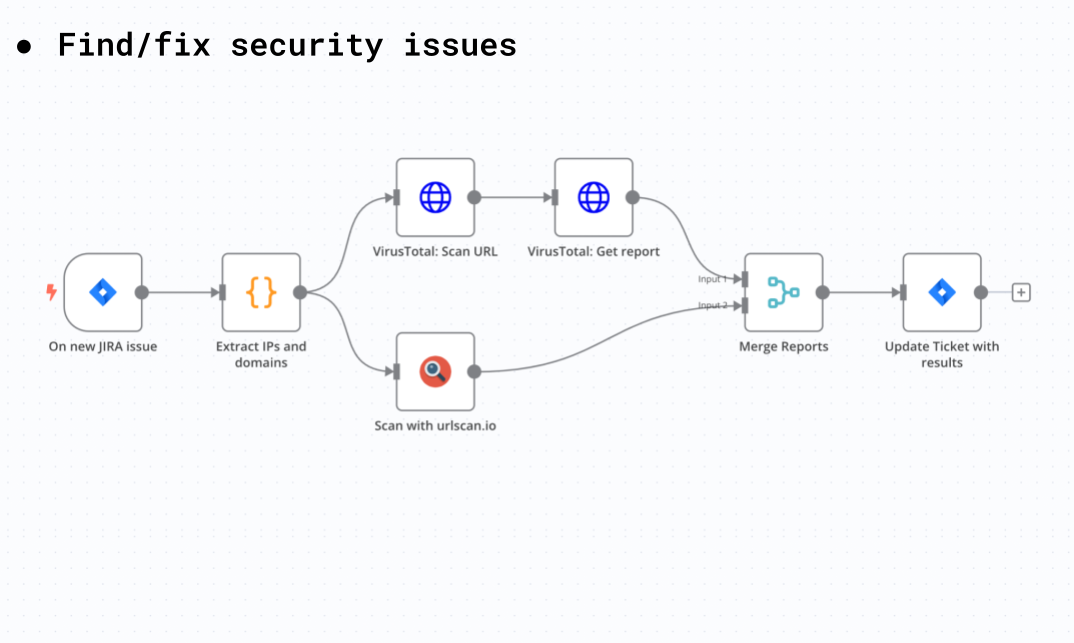 ● Find/fix security issues
VirusTotal: Scan URL
VirusTotal: Get report
Input 1
Input 2
On new JIRA issue
{}
Extract IPs and
domains
Merge Reports
Update Ticket with
results
Scan with urlscan.io